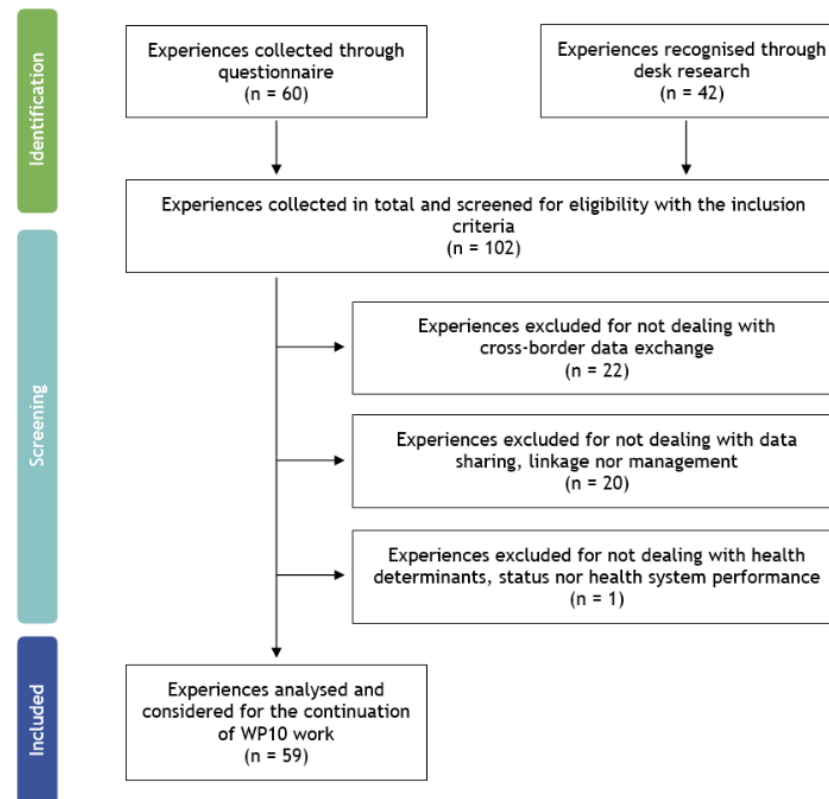 Identification
Experiences collected through
questionnaire
(n = 60)
Experiences recognised through
desk research
(n = 42)
Experiences collected in total and screened for eligibility with the inclusion
criteria
(n = 102)
Screening
Experiences excluded for not dealing with
cross-border data exchange
(n = 22)
Experiences excluded for not dealing with data
sharing, linkage nor management
(n = 20)
Experiences excluded for not dealing with health
determinants, status nor health system performance
(n = 1)
Included
Experiences analysed and
considered for the continuation
of WP10 work
(n = 59)